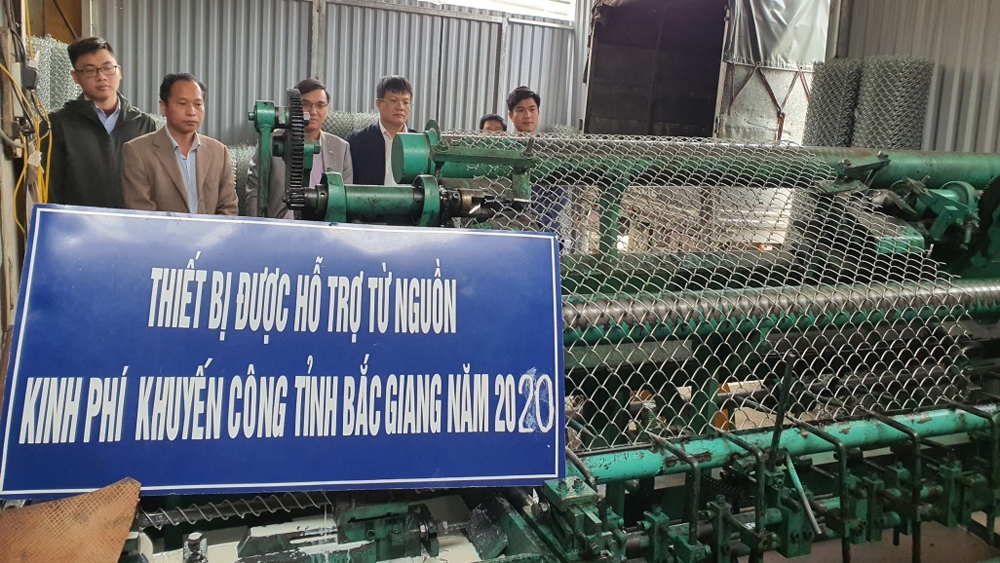 THIẾT BỊ ĐƯỢC HỖ TRỢ TỪ NGUỒN
KINH PHÍ KHUYẾN CÔNG TỈNH BẮC GIANG NĂM 2020